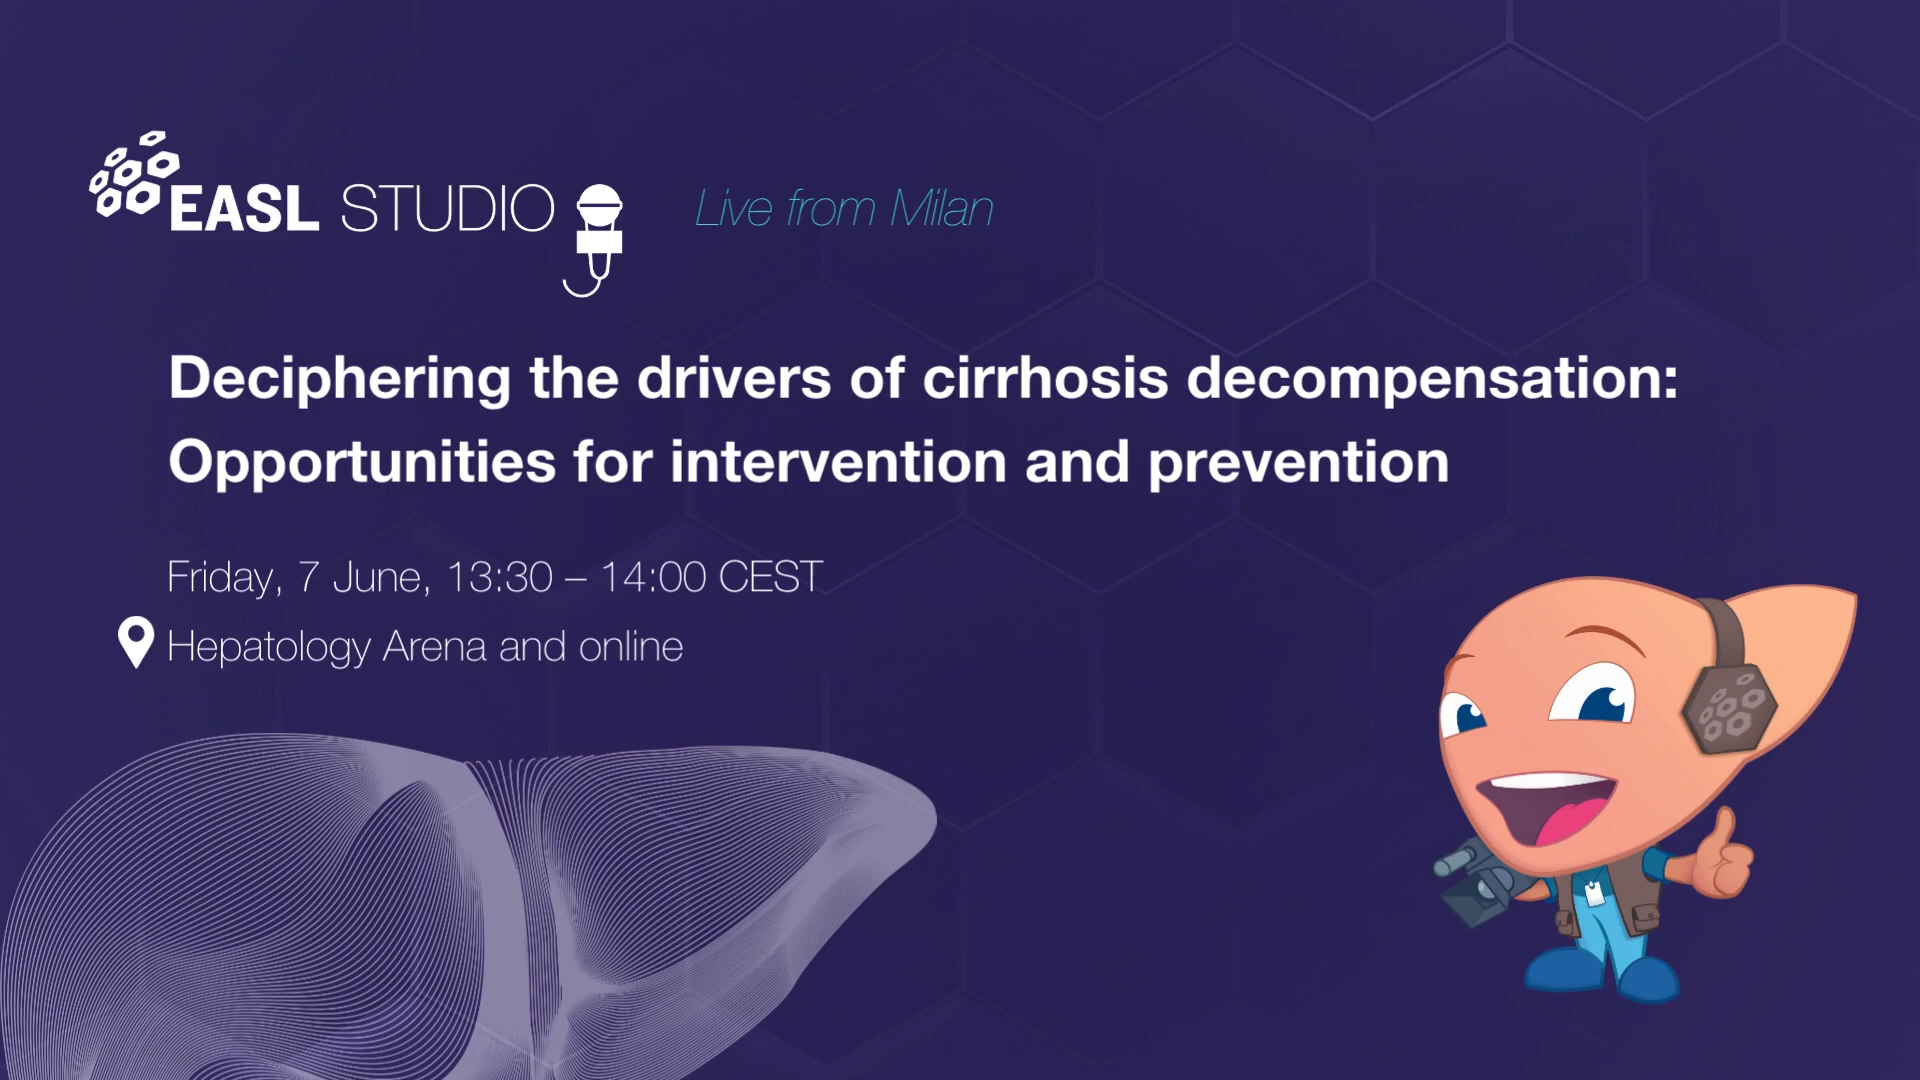 EASL STUDIO
Live from Milan
Deciphering the drivers of cirrhosis decompensation:
Opportunities for intervention and prevention
Friday, 7 June, 13:30 – 14:00 CEST
Hepatology Arena and online